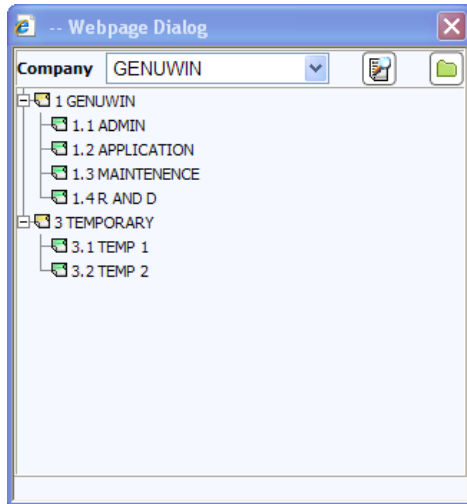 -- Webpage Dialog
Company GENUWIN
1 GENUWIN
1.1 ADMIN
1.2 APPLICATION
1.3 MAINTENENCE
1.4 R AND D
3 TEMPORARY
3.1 TEMP 1
3.2 TEMP 2